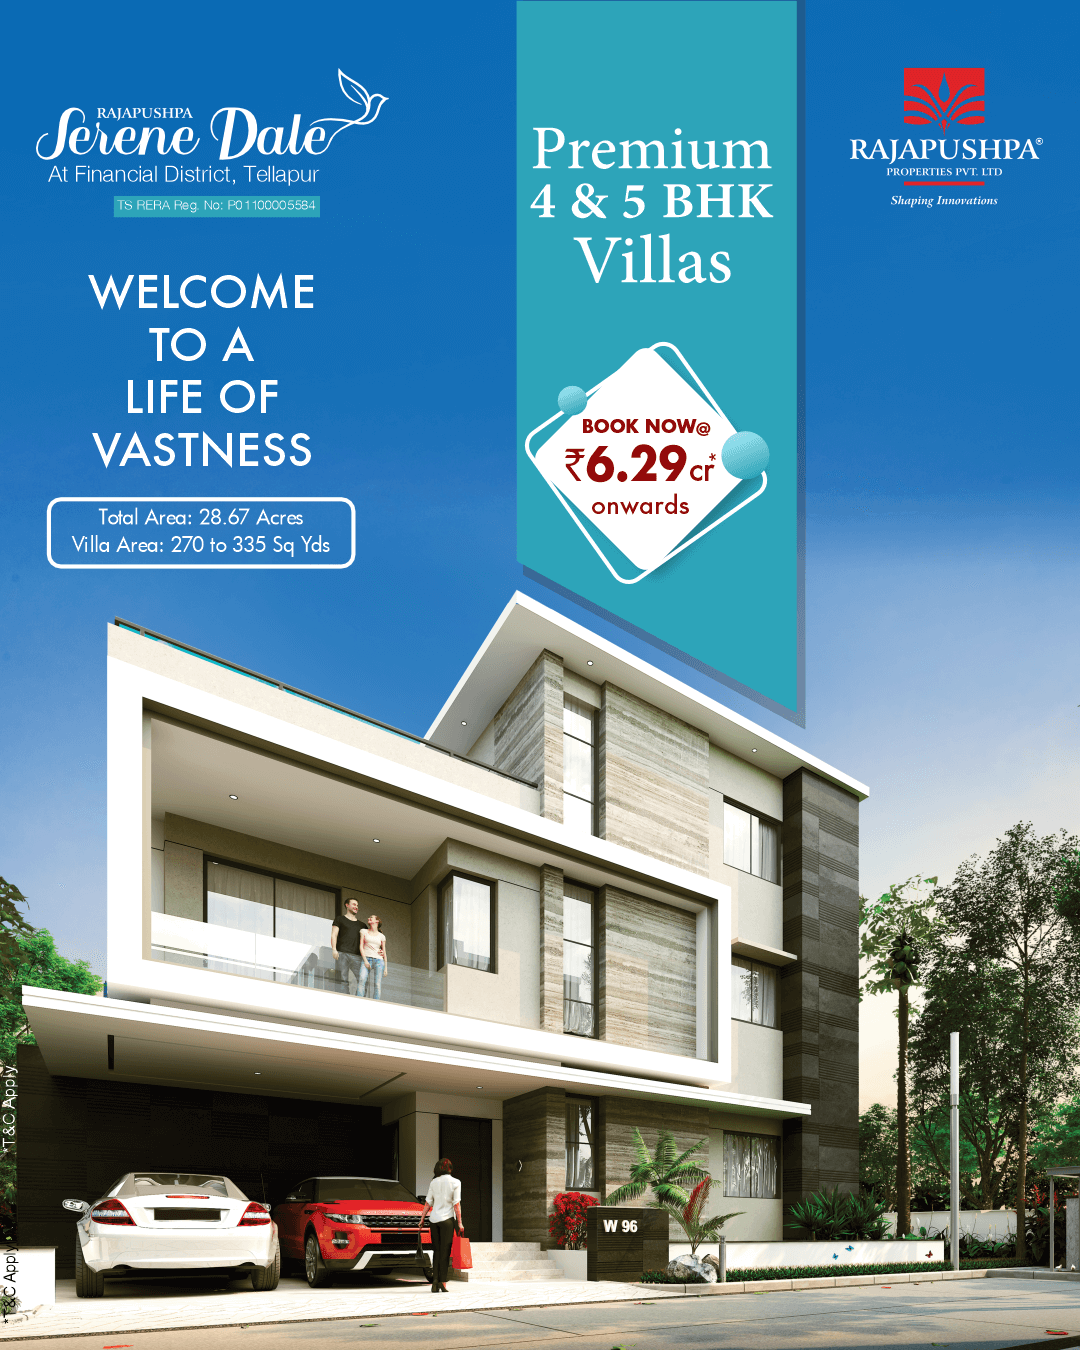 RAJAPUSHPA
Serene Dale
At Financial District, Tellapur
TS RERA Reg. No: P01100005584
WELCOME
TO A
LIFE OF
VASTNESS
Total Area: 28.67 Acres
Villa Area: 270 to 335 Sq Yds
Premium
4 & 5 BHK
Villas
BOOK NOW@
₹6.29cr*
onwards
RAJAPUSHPA®
PROPERTIES PVT. LTD
Shaping Innovations
W 96
*T&C Apply
*T&C Apply